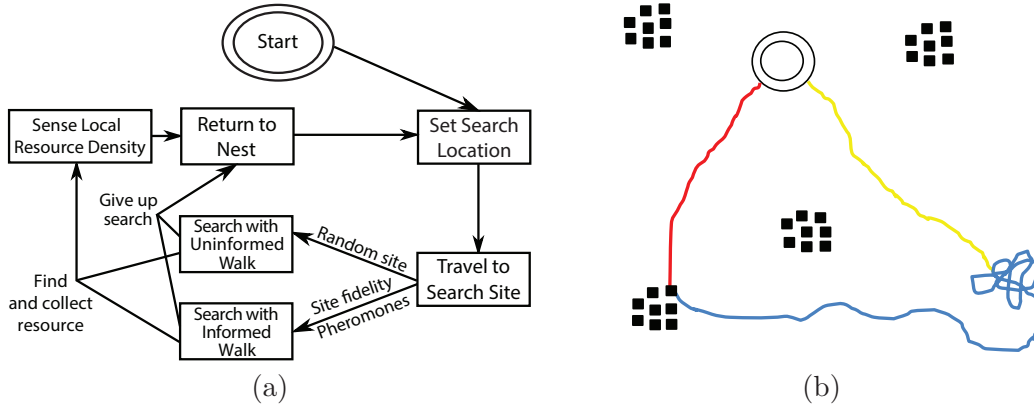 Start
Sense Local
Resource Density
Return to
Nest
Set Search
Location
Give up
search
Search with
Uninformed
Walk
Random site
Travel to
Search Site
Site fidelity
Pheromones
Find
and collect
resource
Search with
Informed
Walk
(a)
(b)